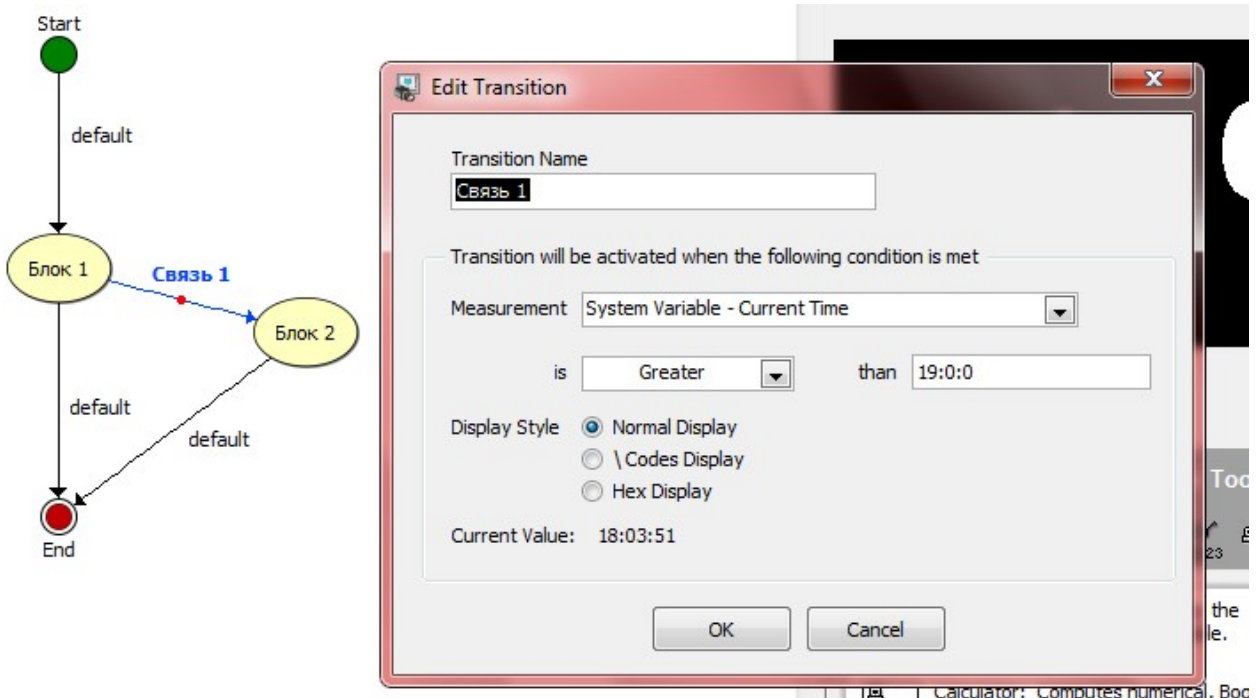 Start
default
Блок 1
Связь 1
Блок 2
default
default
End
Edit Transition
Transition Name
Связь 1
Transition will be activated when the following condition is met
Measurement System Variable - Current Time
is Greater than 19:0:0
Display Style Normal Display
\ Codes Display
Hex Display
Current Value: 18:03:51
OK Cancel
23
the
Calculator: Computes numerical,